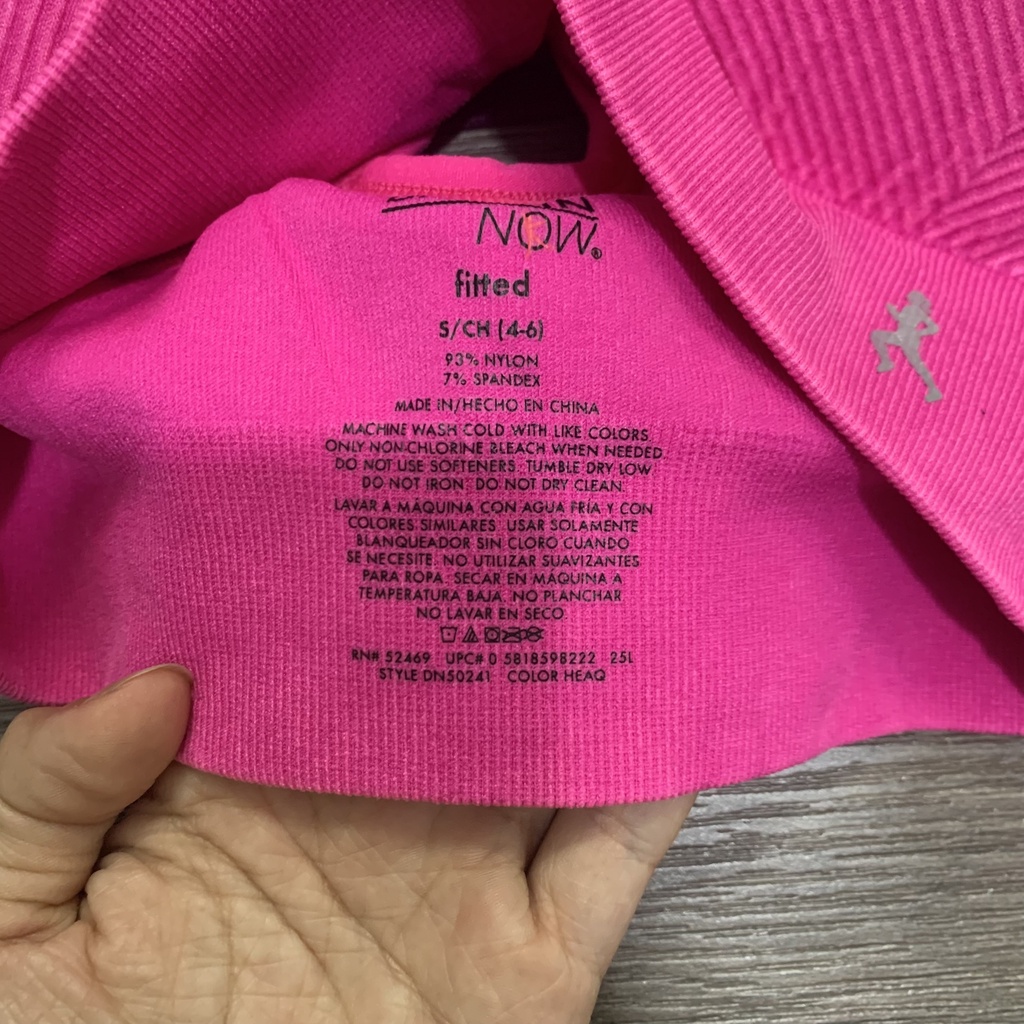 NOW®
fitted
S/CH (4-6)
93% NYLON
7% SPANDEX
MADE IN/HECHO EN CHINA
MACHINE WASH COLD WITH LIKE COLORS.
ONLY NON-CHLORINE BLEACH WHEN NEEDED.
DO NOT USE SOFTENERS. TUMBLE DRY LOW.
DO NOT IRON. DO NOT DRY CLEAN.
LAVAR A MÁQUINA CON AGUA FRÍA Y CON
COLORES SIMILARES. USAR SOLAMENTE
BLANQUEADOR SIN CLORO CUANDO
SE NECESITE. NO UTILIZAR SUAVIZANTES
PARA ROPA. SECAR EN MÁQUINA A
TEMPERATURA BAJA. NO PLANCHAR.
NO LAVAR EN SECO.
RN# 52469 UPC# 0 5818598222 25L
STYLE DN50241 COLOR HEAQ